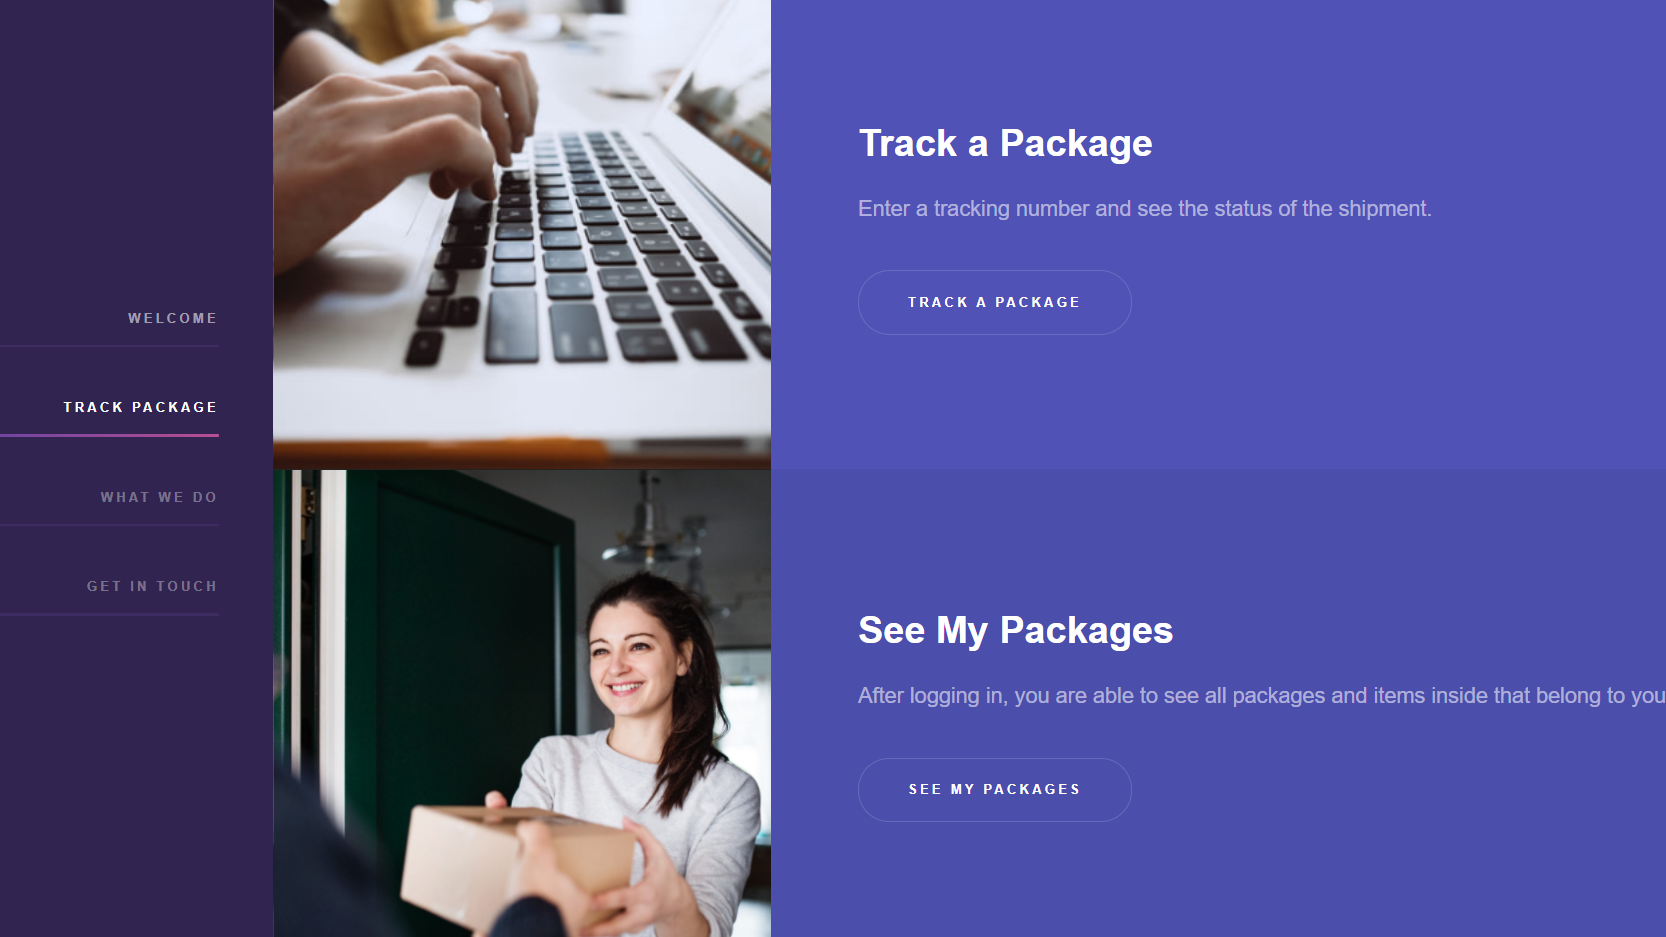 WELCOME
TRACK PACKAGE
WHAT WE DO
GET IN TOUCH
Track a Package
Enter a tracking number and see the status of the shipment.
TRACK A PACKAGE
See My Packages
After logging in, you are able to see all packages and items inside that belong to you
SEE MY PACKAGES